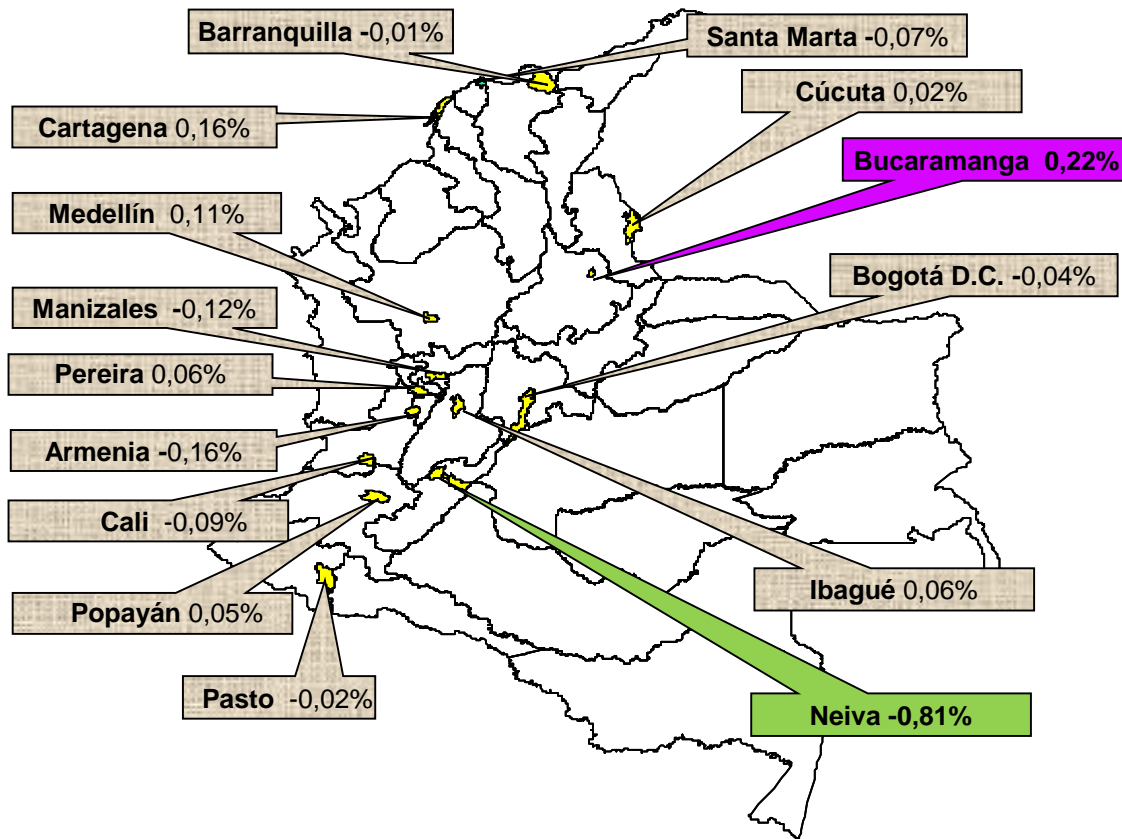 Barranquilla -0,01%
Santa Marta -0,07%
Cúcuta 0,02%
Cartagena 0,16%
Bucaramanga 0,22%
Medellín 0,11%
Bogotá D.C. -0,04%
Manizales -0,12%
Pereira 0,06%
Armenia -0,16%
Cali -0,09%
Ibagué 0,06%
Popayán 0,05%
Pasto -0,02%
Neiva -0,81%